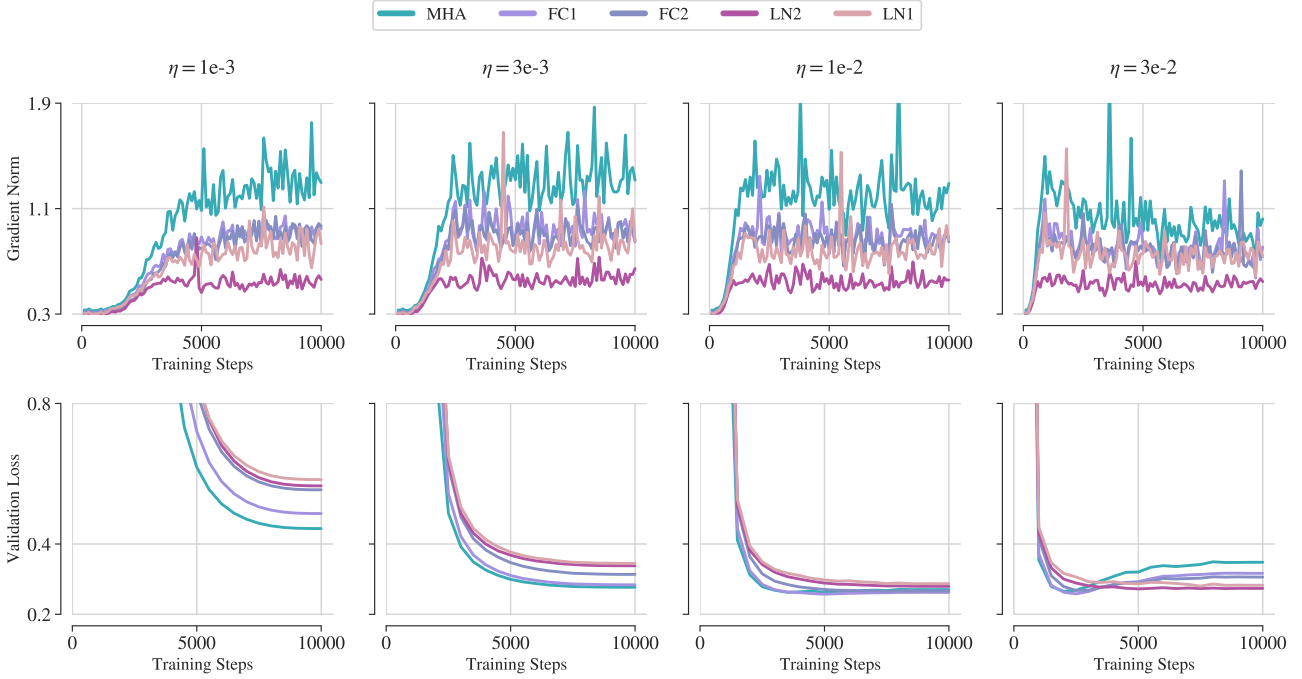 MHA FC1 FC2 LN2 LN1
η = 1e-3 η = 3e-3 η = 1e-2 η = 3e-2
Gradient Norm
1.9
1.1
0.3
0 5000 10000 0 5000 10000 0 5000 10000 0 5000 10000
Training Steps Training Steps Training Steps Training Steps
Validation Loss
0.8
0.4
0.2
0 5000 10000 0 5000 10000 0 5000 10000 0 5000 10000
Training Steps Training Steps Training Steps Training Steps